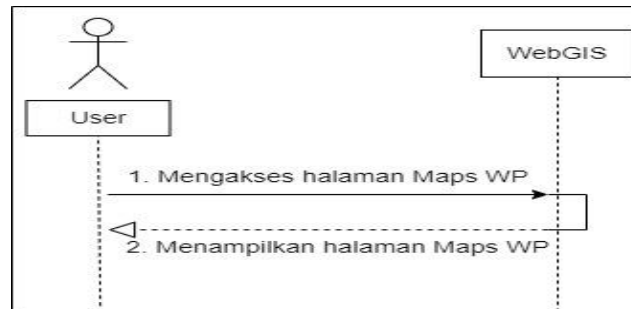 WebGIS
User
1. Mengakses halaman Maps WP
2. Menampilkan halaman Maps WP